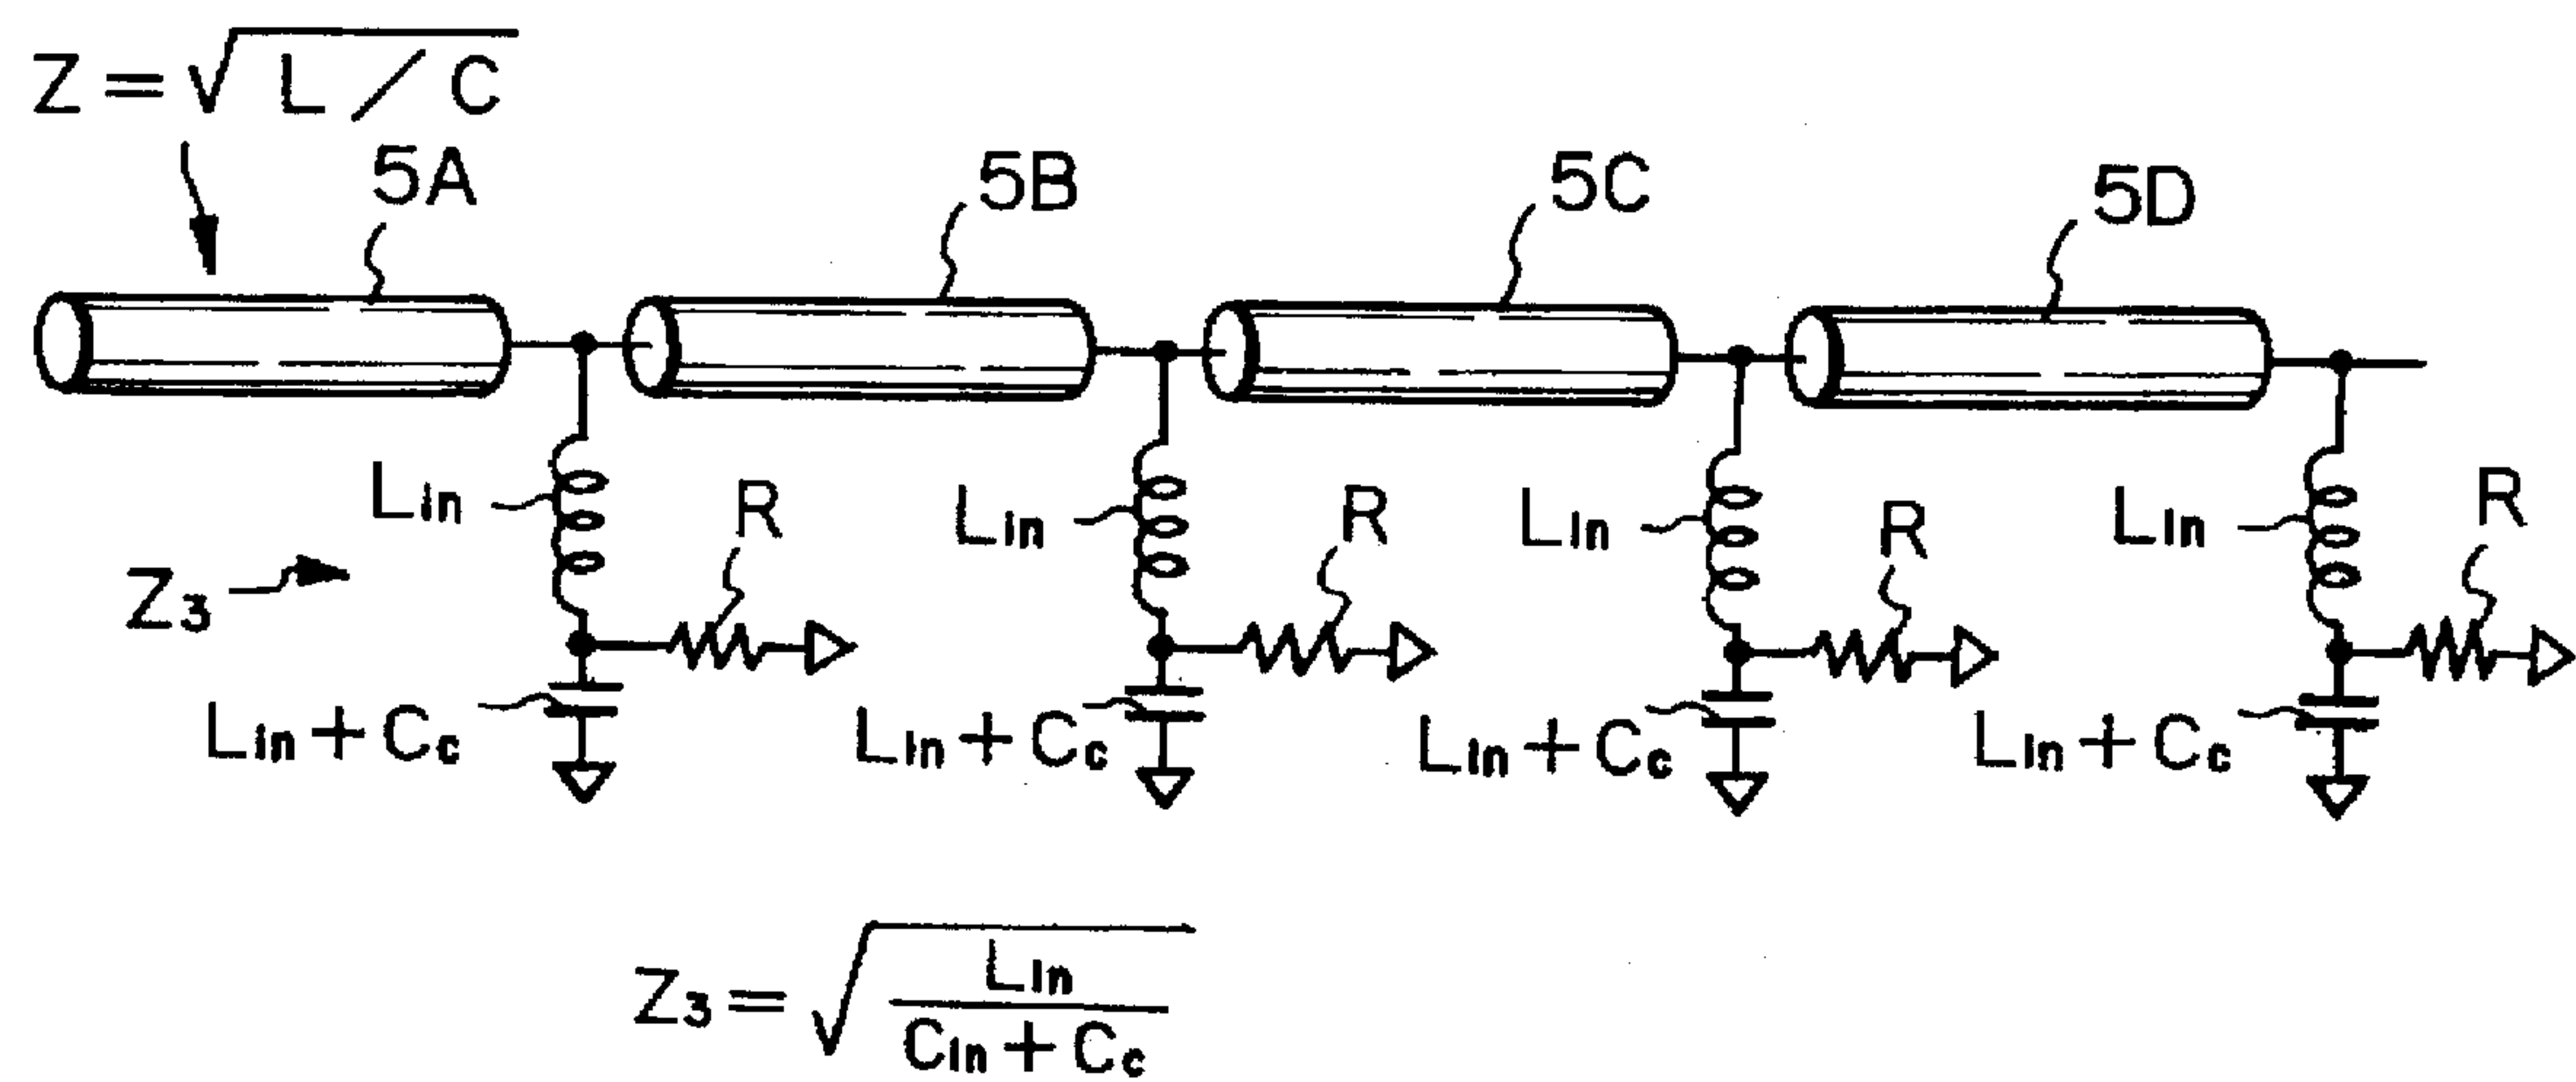 Z = √L/C
5A
5B
5C
5D
Lin
R
Lin
R
Lin
R
Lin
R
Z3
Lin + Cc
Lin + Cc
Lin + Cc
Lin + Cc
Z3 = √Lin/Cin + Cc